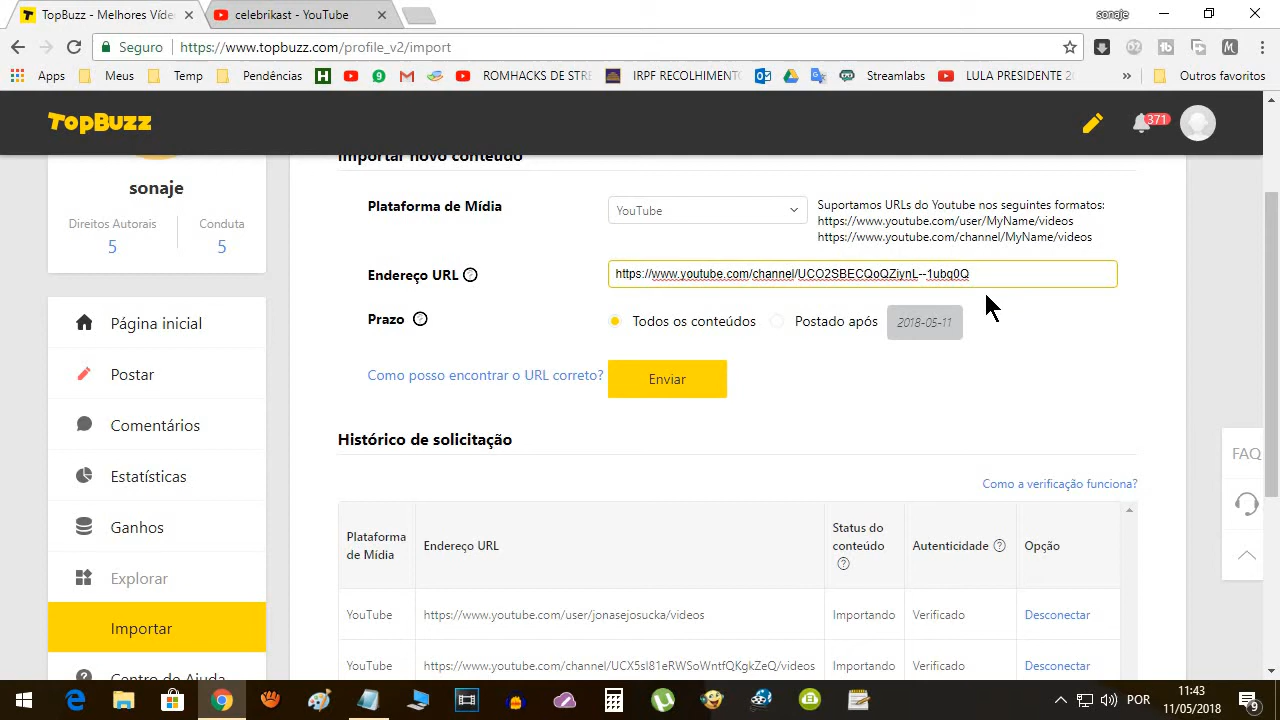 TopBuzz - Melhores Víde
celebrikast - YouTube
sonaje
Seguro
https://www.topbuzz.com/profile_v2/import
Apps
Meus
Temp
Pendências
ROMHACKS DE STRE
IRPF RECOLHIMENTO
Streamlabs
LULA PRESIDENTE 20
Outros favoritos
TopBuzz
371
sonaje
Direitos Autorais
Conduta
5
5
Página inicial
Postar
Comentários
Estatísticas
Ganhos
Explorar
Importar
Centro de Ajuda
Importar novo conteúdo
Plataforma de Mídia
YouTube
Suportamos URLs do Youtube nos seguintes formatos:
https://www.youtube.com/user/MyName/videos
https://www.youtube.com/channel/MyName/videos
Endereço URL
https://www.youtube.com/channel/UCO2SBECQoQZiynL--1ubq0Q
Prazo
Todos os conteúdos
Postado após
2018-05-11
Como posso encontrar o URL correto?
Enviar
Histórico de solicitação
Como a verificação funciona?
Plataforma de Mídia
Endereço URL
Status do conteúdo
Autenticidade
Opção
YouTube
https://www.youtube.com/user/jonasejosucka/videos
Importando
Verificado
Desconectar
YouTube
https://www.youtube.com/channel/UCX5sI81eRWSoWntfQKgkZeQ/videos
Importando
Verificado
Desconectar
FAQ
POR
11:43
11/05/2018
9